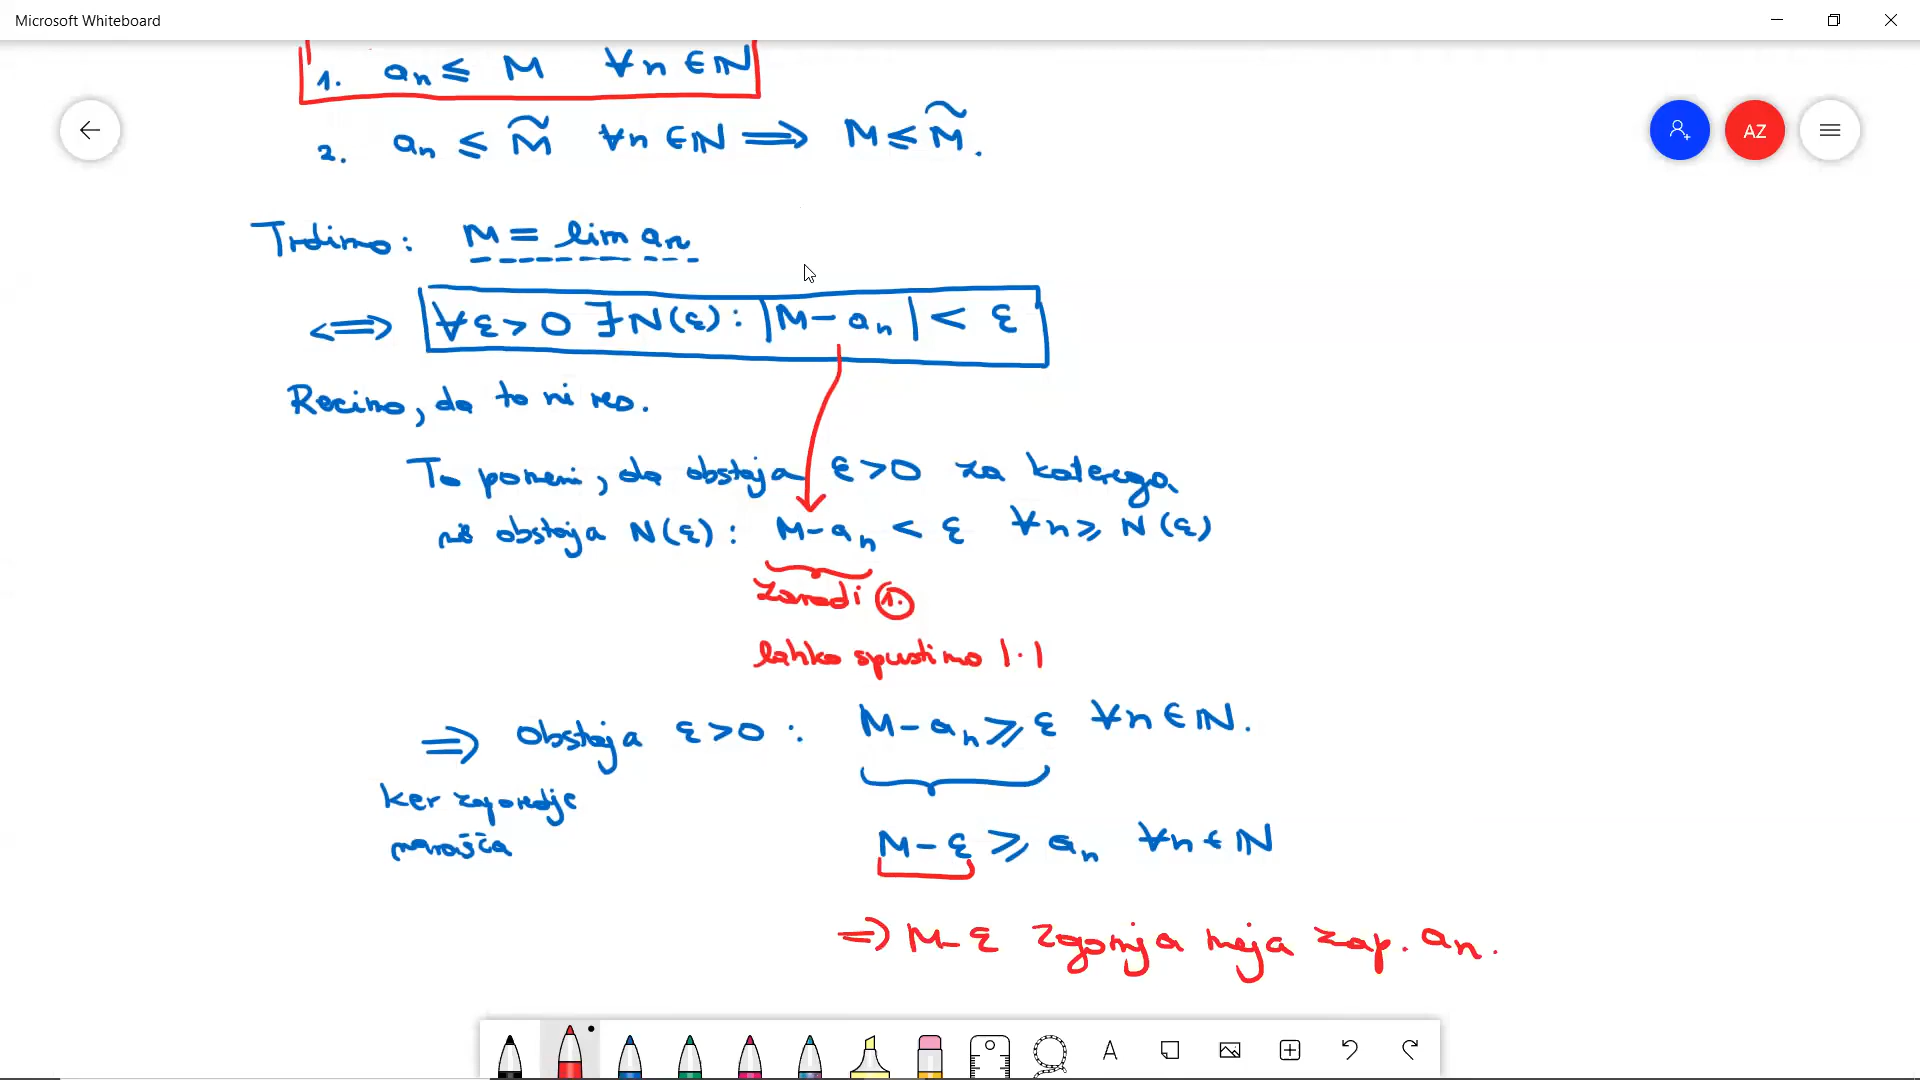 Microsoft Whiteboard
1. aₙ ≤ M ∀n ∈ ℕ
2. aₙ ≤ M̃ ∀n ∈ ℕ ⟹ M ≤ M̃.
AZ
Trdimo: M = lim aₙ
⟺ ∀ε > 0 ∃N(ε): |M - aₙ| < ε
Recimo, da to ni res.
To pomeni, da obstaja ε > 0 za katerega
ne obstaja N(ε): M - aₙ < ε ∀n ≥ N(ε)
Zaradi 1.
lahko spustimo |·|
⟹ Obstaja ε > 0 : M - aₙ ≥ ε ∀n ∈ ℕ.
ker zaporedje
narašča
M - ε ≥ aₙ ∀n ∈ ℕ
⟹ M - ε zgornja meja zap. aₙ.